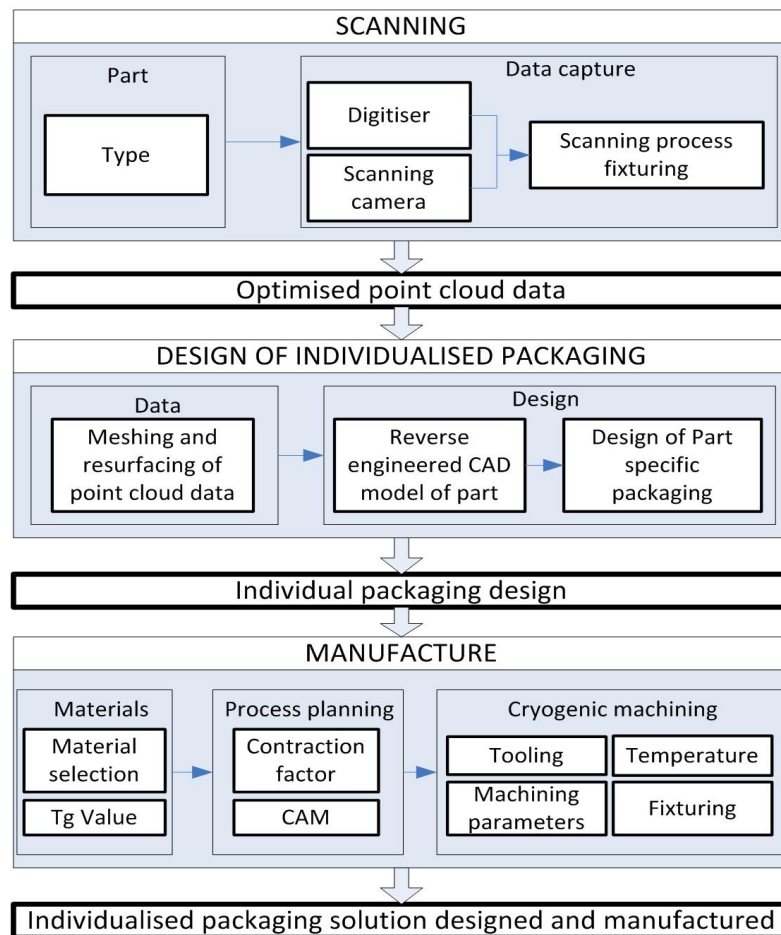 SCANNING
Part
Type
Data capture
Digitiser
Scanning
camera
Scanning process
fixturing
Optimised point cloud data
DESIGN OF INDIVIDUALISED PACKAGING
Data
Meshing and
resurfacing of
point cloud data
Design
Reverse
engineered CAD
model of part
Design of Part
specific
packaging
Individual packaging design
MANUFACTURE
Materials
Material
selection
Tg Value
Process planning
Contraction
factor
CAM
Cryogenic machining
Tooling
Temperature
Machining
parameters
Fixturing
Individualised packaging solution designed and manufactured